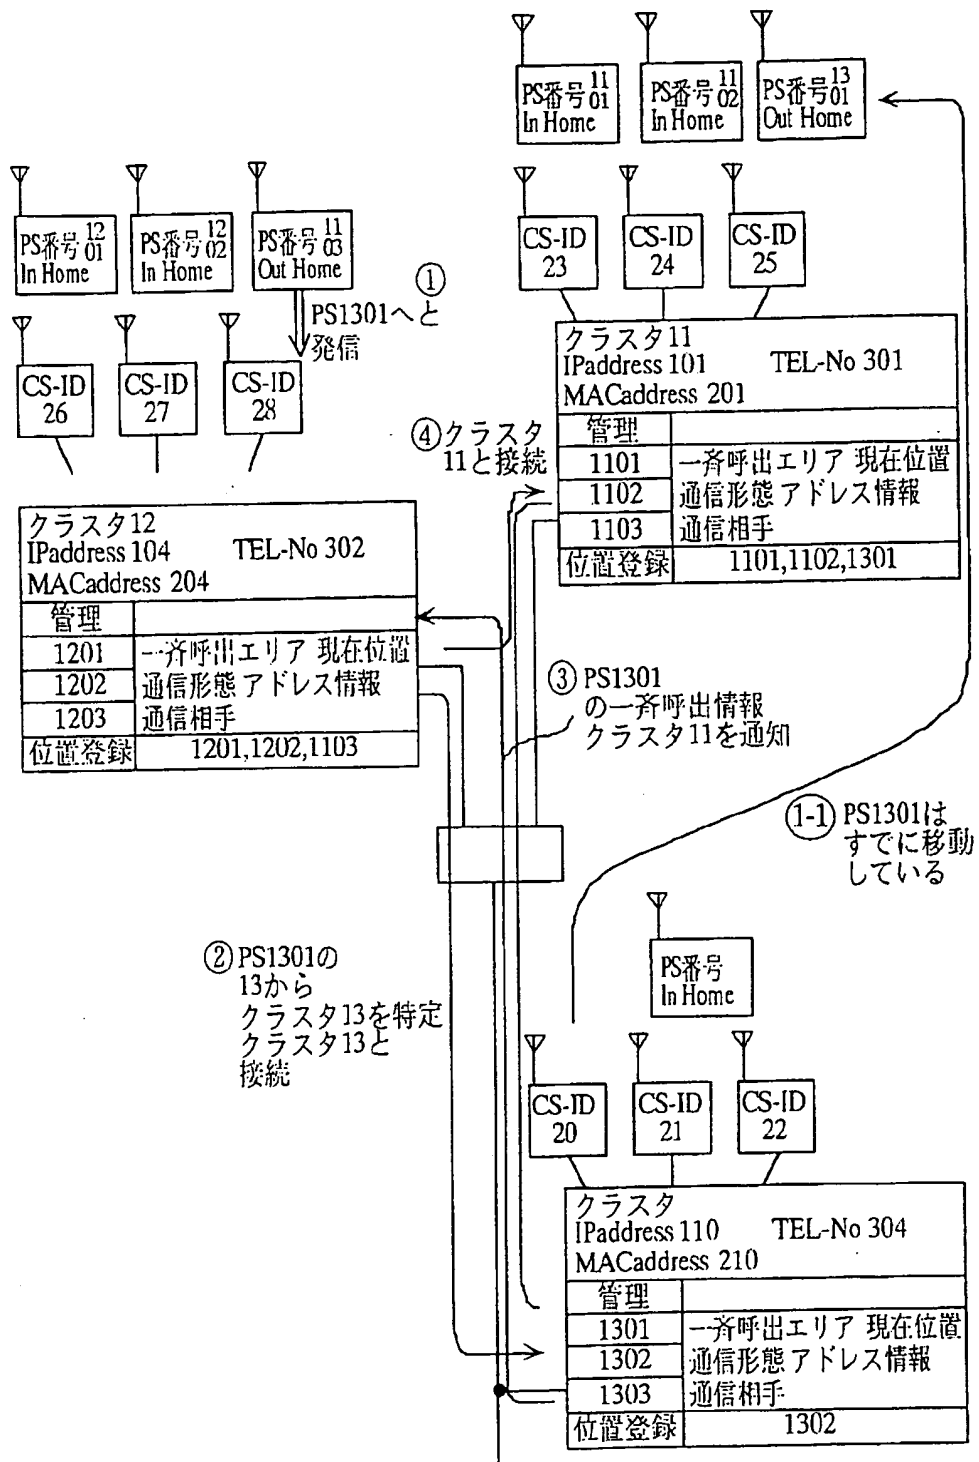 PS番号 11
01
In Home
PS番号 11
02
In Home
PS番号 13
01
Out Home
CS-ID
23
CS-ID
24
CS-ID
25
PS番号 12
01
In Home
PS番号 12
02
In Home
PS番号 11
03
Out Home
①
PS1301へと
発信
CS-ID
26
CS-ID
27
CS-ID
28
クラスタ11
IPaddress 101 TEL-No 301
MACaddress 201
管理
1101 一斉呼出エリア 現在位置
1102 通信形態 アドレス情報
1103 通信相手
位置登録 1101,1102,1301
④クラスタ
11と接続
クラスタ12
IPaddress 104 TEL-No 302
MACaddress 204
管理
1201 一斉呼出エリア 現在位置
1202 通信形態 アドレス情報
1203 通信相手
位置登録 1201,1202,1103
③ PS1301
の一斉呼出情報
クラスタ11を通知
1-1 PS1301は
すでに移動
している
② PS1301の
13から
クラスタ13を特定
クラスタ13と
接続
PS番号
In Home
CS-ID
20
CS-ID
21
CS-ID
22
クラスタ
IPaddress 110 TEL-No 304
MACaddress 210
管理
1301 一斉呼出エリア 現在位置
1302 通信形態 アドレス情報
1303 通信相手
位置登録 1302